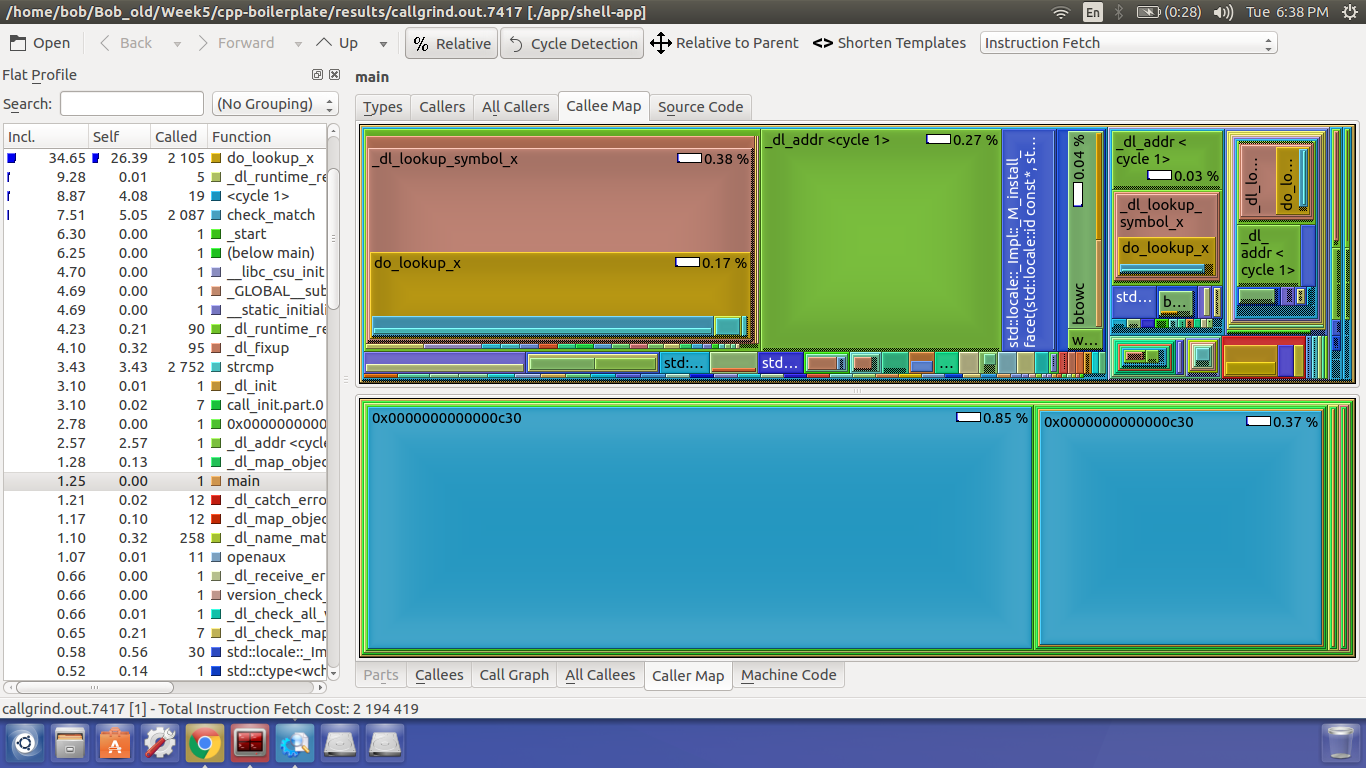 /home/bob/Bob_old/Week5/cpp-boilerplate/results/callgrind.out.7417 [./app/shell-app]
En (0:28) Tue 6:38 PM
Open Back Forward Up % Relative Cycle Detection Relative to Parent <> Shorten Templates Instruction Fetch
Flat Profile
Search: (No Grouping)
Incl. Self Called Function
34.65 26.39 2 105 do_lookup_x
9.28 0.01 5 _dl_runtime_re
8.87 4.08 19 <cycle 1>
7.51 5.05 2 087 check_match
6.30 0.00 1 _start
6.25 0.00 1 (below main)
4.70 0.00 1 __libc_csu_init
4.69 0.00 1 _GLOBAL__sub
4.69 0.00 1 __static_initiali
4.23 0.21 90 _dl_runtime_re
4.10 0.32 95 _dl_fixup
3.43 3.43 2 752 strcmp
3.10 0.01 1 _dl_init
3.10 0.02 7 call_init.part.0
2.78 0.00 1 0x0000000000
2.57 2.57 1 _dl_addr <cycle
1.28 0.13 1 _dl_map_objec
1.25 0.00 1 main
1.21 0.02 12 _dl_catch_erro
1.17 0.10 12 _dl_map_objec
1.10 0.32 258 _dl_name_mat
1.07 0.01 11 openaux
0.66 0.00 1 _dl_receive_er
0.66 0.00 1 version_check_
0.66 0.01 1 _dl_check_all_
0.65 0.21 7 _dl_check_map
0.58 0.56 30 std::locale::_Im
0.52 0.14 1 std::ctype<wch
main
Types Callers All Callers Callee Map Source Code
_dl_lookup_symbol_x 0.38 %
do_lookup_x 0.17 %
_dl_addr <cycle 1> 0.27 %
std::locale::_Impl::_M_install_
facet(std::locale::id const*, st...
btowc 0.04 %
w...
_dl_addr <
cycle 1>
0.03 %
_dl_lookup_
symbol_x
do_lookup_x
std...
b...
_dl_lo...
do_lo...
_dl_
addr <
cycle 1>
std:...
std...
...
0x0000000000000c30 0.85 %
0x0000000000000c30 0.37 %
Parts Callees Call Graph All Callees Caller Map Machine Code
callgrind.out.7417 [1] - Total Instruction Fetch Cost: 2 194 419